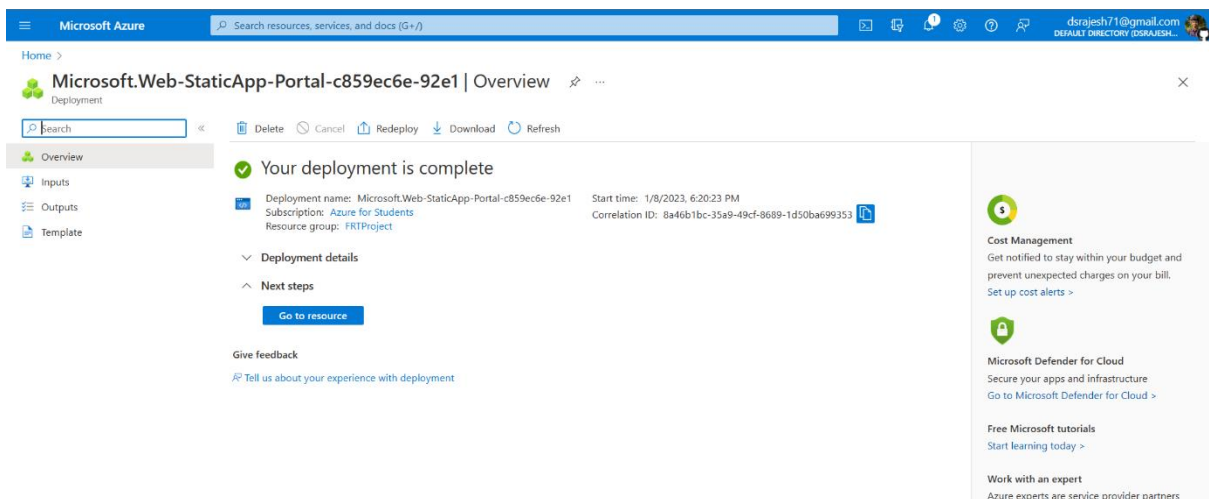 Microsoft Azure
Search resources, services, and docs (G+/)
1
dsrajesh71@gmail.com
DEFAULT DIRECTORY (DSRAJESH...
Home >
Microsoft.Web-StaticApp-Portal-c859ec6e-92e1 | Overview ...
Deployment
Search
«
Delete Cancel Redeploy Download Refresh
Overview
Inputs
Outputs
Template
Your deployment is complete
Deployment name: Microsoft.Web-StaticApp-Portal-c859ec6e-92e1
Subscription: Azure for Students
Resource group: FRTProject
Start time: 1/8/2023, 6:20:23 PM
Correlation ID: 8a46b1bc-35a9-49cf-8689-1d50ba699353
Deployment details
Next steps
Go to resource
Give feedback
Tell us about your experience with deployment
Cost Management
Get notified to stay within your budget and
prevent unexpected charges on your bill.
Set up cost alerts >
Microsoft Defender for Cloud
Secure your apps and infrastructure
Go to Microsoft Defender for Cloud >
Free Microsoft tutorials
Start learning today >
Work with an expert
Azure experts are service provider partners